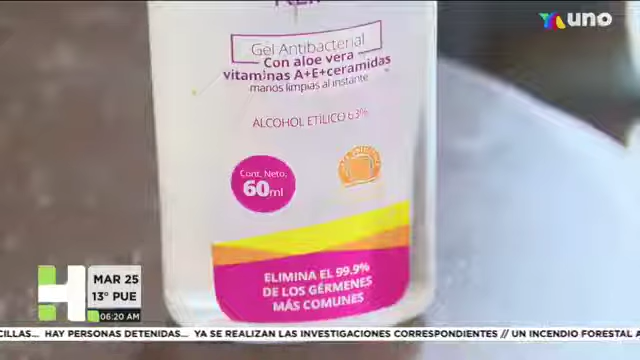 uno
Gel Antibacterial
Con aloe vera
vitaminas A+E+ceramidas
manos limpias al instante
ALCOHOL ETÍLICO 63%
Cont. Neto.
60ml
ELIMINA EL 99.9%
DE LOS GÉRMENES
MÁS COMUNES
H
MAR 25
13° PUE
06:20 AM
CILLAS... HAY PERSONAS DETENIDAS... YA SE REALIZAN LAS INVESTIGACIONES CORRESPONDIENTES // UN INCENDIO FORESTAL A